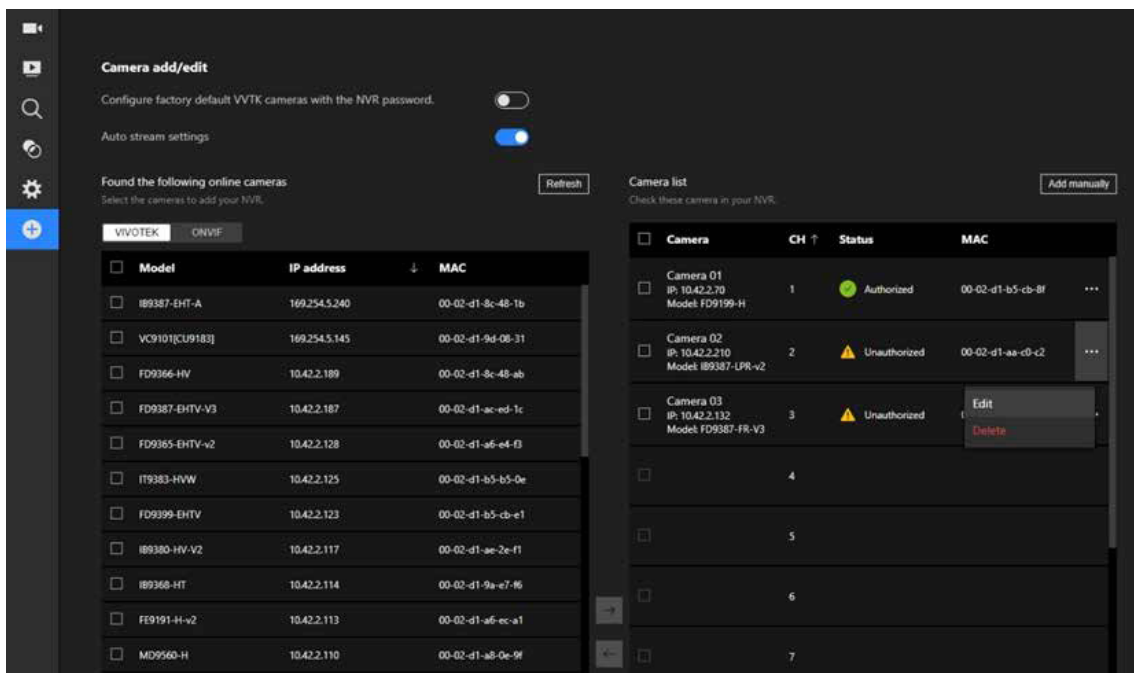 Camera add/edit
Configure factory default VVTK cameras with the NVR password.
Auto stream settings
Found the following online cameras
Select the cameras to add your NVR.
Refresh
VIVOTEK ONVIF
Model IP address ↓ MAC
IB9387-EHT-A 169.254.5.240 00-02-d1-8c-48-1b
VC9101[CU9183] 169.254.5.145 00-02-d1-9d-08-31
FD9366-HV 10.42.2.189 00-02-d1-8c-48-ab
FD9387-EHTV-V3 10.42.2.187 00-02-d1-ac-ed-1c
FD9365-EHTV-v2 10.42.2.128 00-02-d1-a6-e4-f3
IT9383-HVW 10.42.2.125 00-02-d1-b5-b5-0e
FD9399-EHTV 10.42.2.123 00-02-d1-b5-cb-e1
IB9380-HV-V2 10.42.2.117 00-02-d1-ae-2e-f1
IB9368-HT 10.42.2.114 00-02-d1-9a-e7-f6
FE9191-H-v2 10.42.2.113 00-02-d1-a6-ec-a1
MD9560-H 10.42.2.110 00-02-d1-a8-0e-9f
Camera list
Check these camera in your NVR.
Add manually
Camera CH ↑ Status MAC
Camera 01
IP: 10.42.2.70
Model: FD9199-H
1 Authorized 00-02-d1-b5-cb-8f ...
Camera 02
IP: 10.42.2.210
Model: IB9387-LPR-v2
2 Unauthorized 00-02-d1-aa-c0-c2 ...
Camera 03
IP: 10.42.2.132
Model: FD9387-FR-V3
3 Unauthorized
Edit
Delete
4
5
6
7